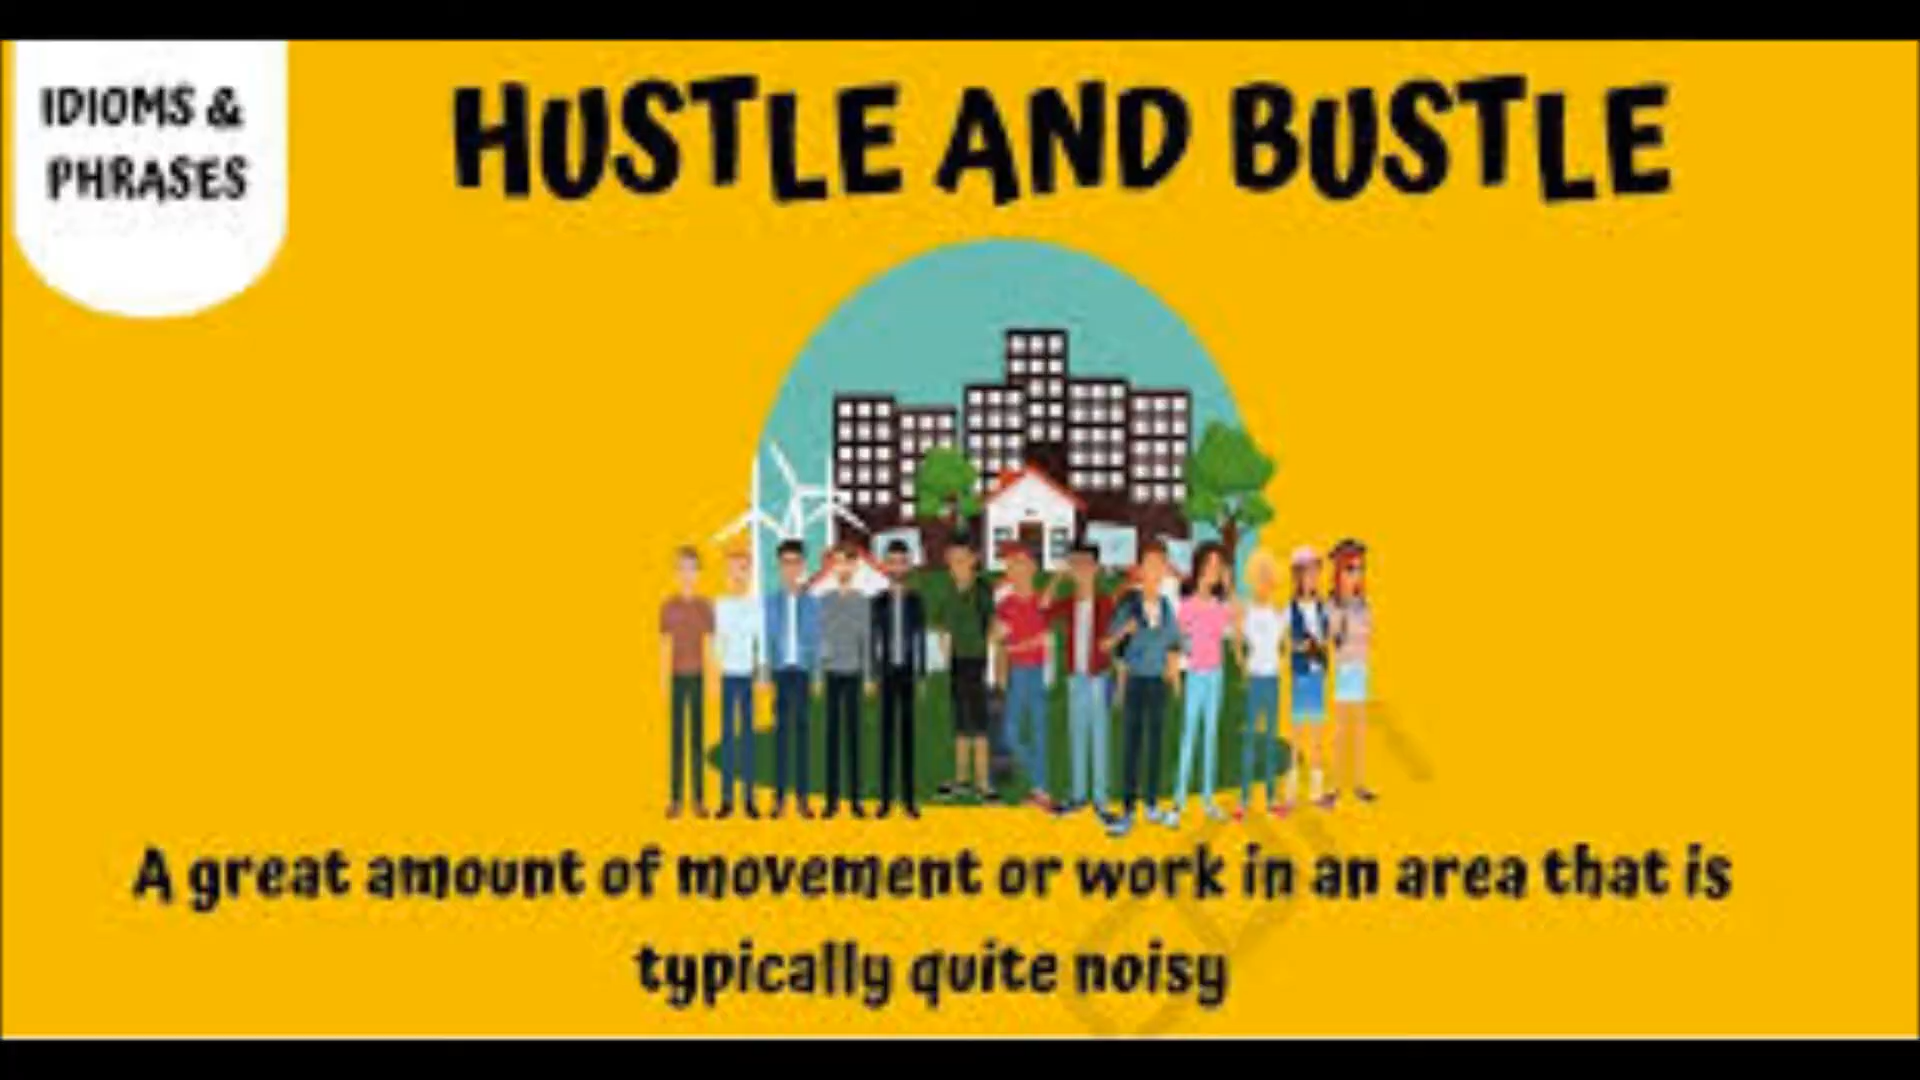 IDIOMS &
PHRASES
HUSTLE AND BUSTLE
A great amount of movement or work in an area that is
typically quite noisy